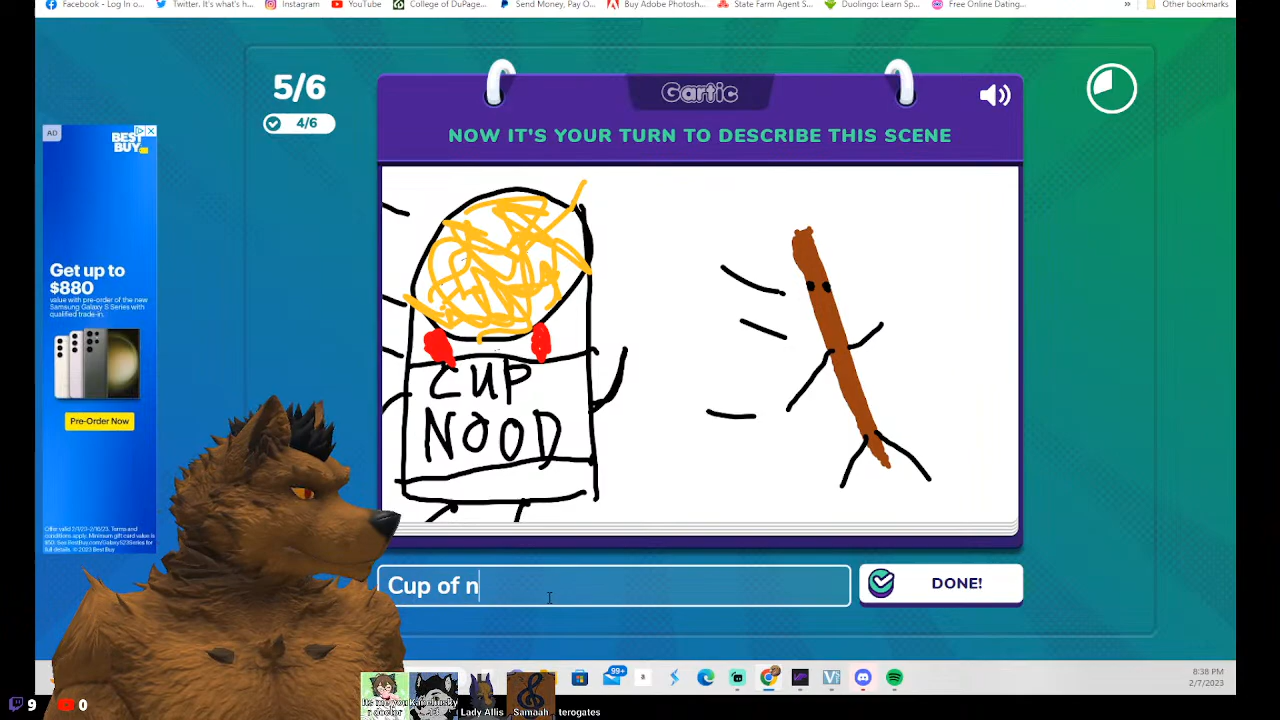 Facebook - Log In o...
Twitter. It's what's h...
Instagram
YouTube
College of DuPage...
Send Money, Pay O...
Buy Adobe Photosh...
State Farm Agent S...
Duolingo: Learn Sp...
Free Online Dating...
»
Other bookmarks
5/6
4/6
Gartic
NOW IT'S YOUR TURN TO DESCRIBE THIS SCENE
AD
BEST
BUY
Get up to
$880
value with pre-order of the new
Samsung Galaxy S Series with
qualified trade-in.
Pre-Order Now
CUP
NOOD
Cup of n
DONE!
99+
8:38 PM
2/7/2023
9
0
Lady Allis
Samaah
terogates